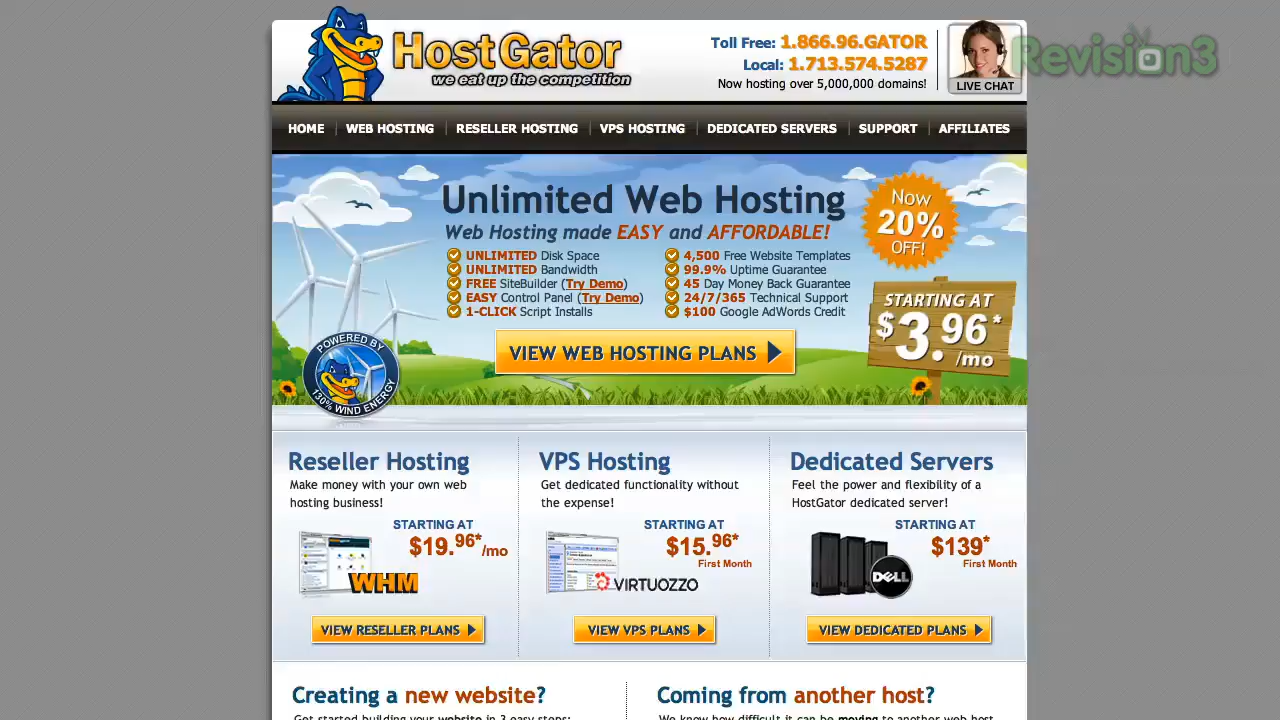 HostGator
we eat up the competition
Toll Free: 1.866.96.GATOR
Local: 1.713.574.5287
Now hosting over 5,000,000 domains!
LIVE CHAT
Revision3
HOME
WEB HOSTING
RESELLER HOSTING
VPS HOSTING
DEDICATED SERVERS
SUPPORT
AFFILIATES
Unlimited Web Hosting
Web Hosting made EASY and AFFORDABLE!
UNLIMITED Disk Space
UNLIMITED Bandwidth
FREE SiteBuilder (Try Demo)
EASY Control Panel (Try Demo)
1-CLICK Script Installs
4,500 Free Website Templates
99.9% Uptime Guarantee
45 Day Money Back Guarantee
24/7/365 Technical Support
$100 Google AdWords Credit
Now
20%
OFF!
STARTING AT
$3.96*
/mo
VIEW WEB HOSTING PLANS
POWERED BY
130% WIND ENERGY
Reseller Hosting
Make money with your own web
hosting business!
STARTING AT
$19.96*/mo
WHM
VIEW RESELLER PLANS
VPS Hosting
Get dedicated functionality without
the expense!
STARTING AT
$15.96*
First Month
VIRTUOZZO
VIEW VPS PLANS
Dedicated Servers
Feel the power and flexibility of a
HostGator dedicated server!
STARTING AT
$139*
First Month
DELL
VIEW DEDICATED PLANS
Creating a new website?
Get started building your website in 3 easy steps:
Coming from another host?
We know how difficult it can be moving to another web host